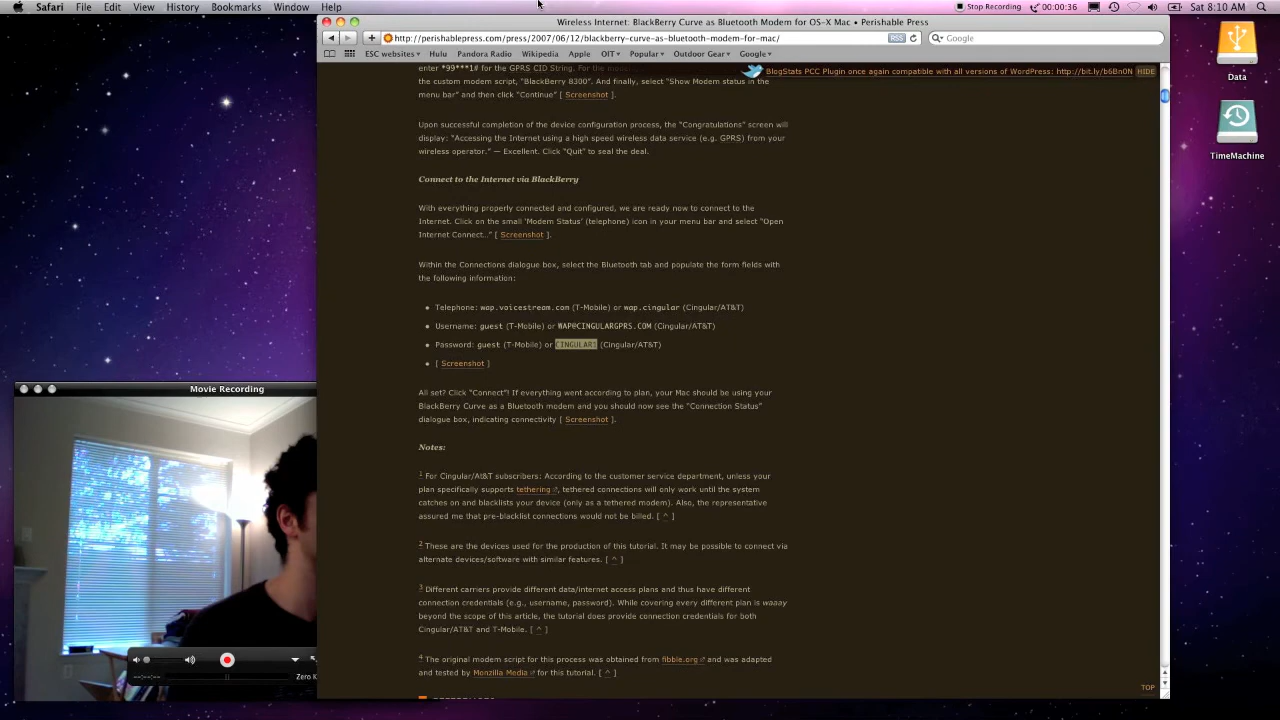 Safari File Edit View History Bookmarks Window Help
Stop Recording 00:00:36 Sat 8:10 AM
Wireless Internet: BlackBerry Curve as Bluetooth Modem for OS-X Mac • Perishable Press
http://perishablepress.com/press/2007/06/12/blackberry-curve-as-bluetooth-modem-for-mac/ RSS Google
ESC websites Hulu Pandora Radio Wikipedia Apple OIT Popular Outdoor Gear Google
BlogStats PCC Plugin once again compatible with all versions of WordPress: http://bit.ly/b6Bn0N HIDE
enter *99***1# for the GPRS CID String. For the
the custom modem script, "BlackBerry 8300". And finally, select "Show Modem status in the
menu bar" and then click "Continue" [ Screenshot ].
Upon successful completion of the device configuration process, the "Congratulations" screen will
display: "Accessing the Internet using a high speed wireless data service (e.g. GPRS) from your
wireless operator." — Excellent. Click "Quit" to seal the deal.
Connect to the Internet via BlackBerry
With everything properly connected and configured, we are ready now to connect to the
Internet. Click on the small 'Modem Status' (telephone) icon in your menu bar and select "Open
Internet Connect…" [ Screenshot ].
Within the Connections dialogue box, select the Bluetooth tab and populate the form fields with
the following information:
• Telephone: wap.voicestream.com (T-Mobile) or wap.cingular (Cingular/AT&T)
• Username: guest (T-Mobile) or WAP@CINGULARGPRS.COM (Cingular/AT&T)
• Password: guest (T-Mobile) or CINGULAR1 (Cingular/AT&T)
• [ Screenshot ]
All set? Click "Connect"! If everything went according to plan, your Mac should be using your
BlackBerry Curve as a Bluetooth modem and you should now see the "Connection Status"
dialogue box, indicating connectivity [ Screenshot ].
Notes:
1 For Cingular/At&T subscribers: According to the customer service department, unless your
plan specifically supports tethering, tethered connections will only work until the system
catches on and blacklists your device (only as a tethered modem). Also, the representative
assured me that pre-blacklist connections would not be billed. [ ^ ]
2 These are the devices used for the production of this tutorial. It may be possible to connect via
alternate devices/software with similar features. [ ^ ]
3 Different carriers provide different data/internet access plans and thus have different
connection credentials (e.g., username, password). While covering every different plan is waaay
beyond the scope of this article, the tutorial does provide connection credentials for both
Cingular/AT&T and T-Mobile. [ ^ ]
4 The original modem script for this process was obtained from fibble.org and was adapted
and tested by Monzilla Media for this tutorial. [ ^ ]
TOP
Data
TimeMachine
Movie Recording
--:--:--
Zero K